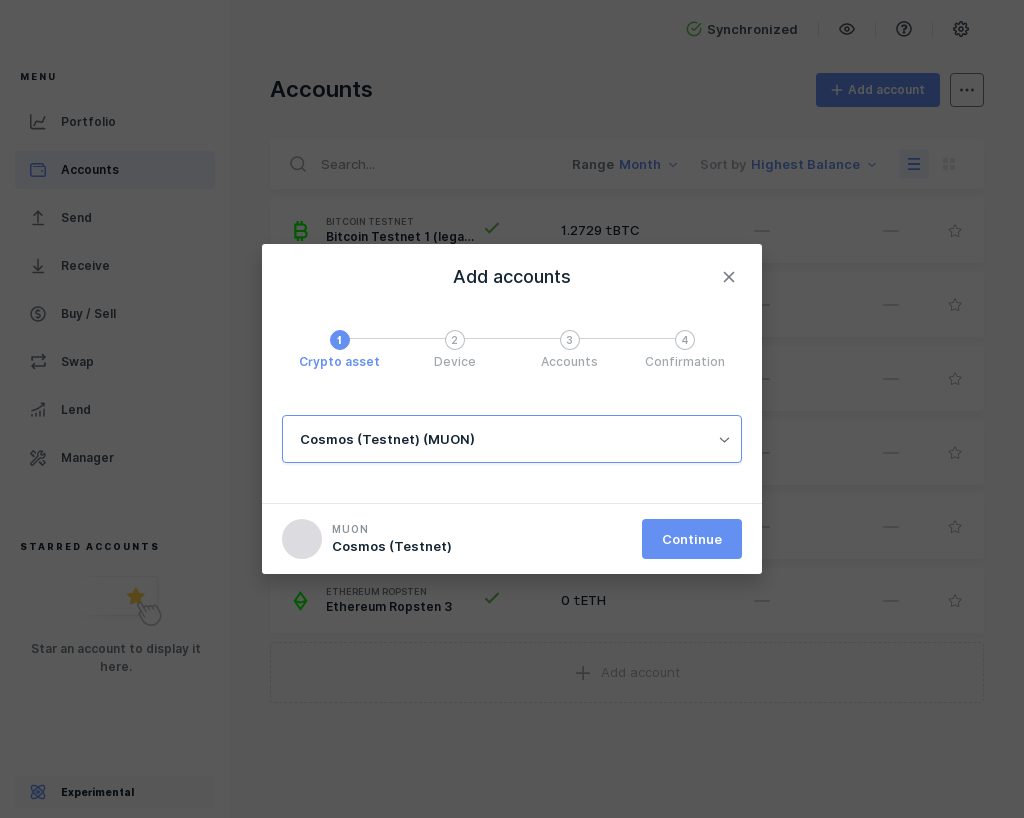 Synchronized
MENU
Accounts
Add account
Portfolio
Search...
Range Month
Sort by Highest Balance
Accounts
Send
BITCOIN TESTNET
Bitcoin Testnet 1 (lega...
1.2729 tBTC
—
—
Receive
Add accounts
Buy / Sell
1
2
3
4
Crypto asset
Device
Accounts
Confirmation
Swap
Lend
Cosmos (Testnet) (MUON)
Manager
MUON
Cosmos (Testnet)
Continue
STARRED ACCOUNTS
ETHEREUM ROPSTEN
Ethereum Ropsten 3
0 tETH
—
—
Star an account to display it
here.
Add account
Experimental